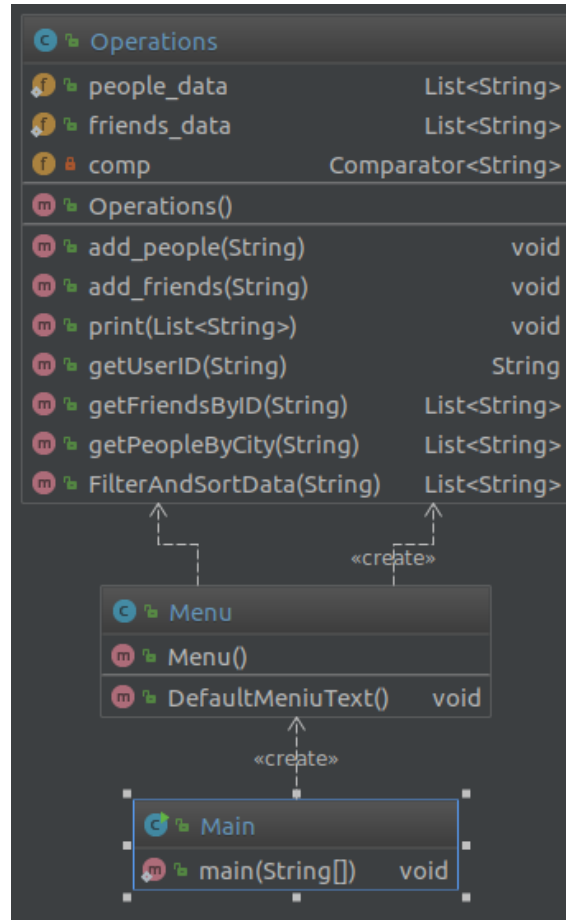 Operations
people_data List<String>
friends_data List<String>
comp Comparator<String>
Operations()
add_people(String) void
add_friends(String) void
print(List<String>) void
getUserID(String) String
getFriendsByID(String) List<String>
getPeopleByCity(String) List<String>
FilterAndSortData(String) List<String>
«create»
Menu
Menu()
DefaultMeniuText() void
«create»
Main
main(String[]) void